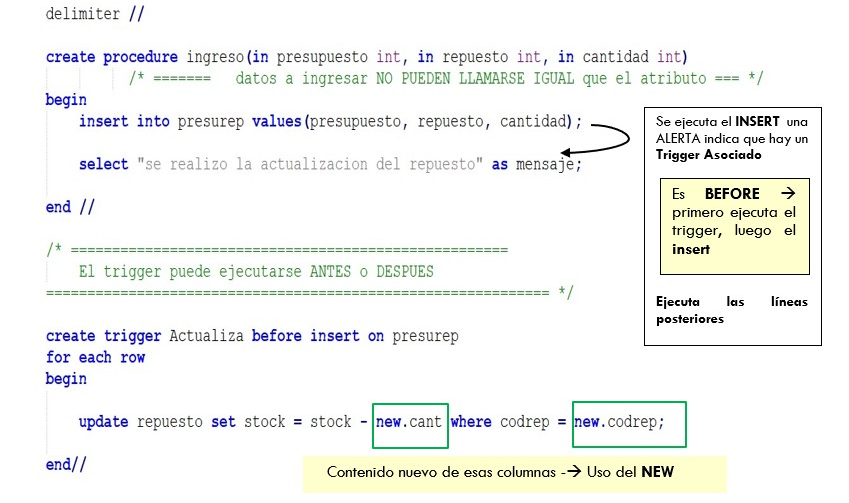 delimiter //
create procedure ingreso(in presupuesto int, in repuesto int, in cantidad int)
/* ======= datos a ingresar NO PUEDEN LLAMARSE IGUAL que el atributo === */
begin
insert into presurep values(presupuesto, repuesto, cantidad);
select "se realizo la actualizacion del repuesto" as mensaje;
end //
Se ejecuta el INSERT una
ALERTA indica que hay un
Trigger Asociado
Es BEFORE →
primero ejecuta el
trigger, luego el
insert
Ejecuta las líneas
posteriores
/* =====================================================
El trigger puede ejecutarse ANTES o DESPUES
============================================================= */
create trigger Actualiza before insert on presurep
for each row
begin
update repuesto set stock = stock - new.cant where codrep = new.codrep;
end//
Contenido nuevo de esas columnas -→ Uso del NEW